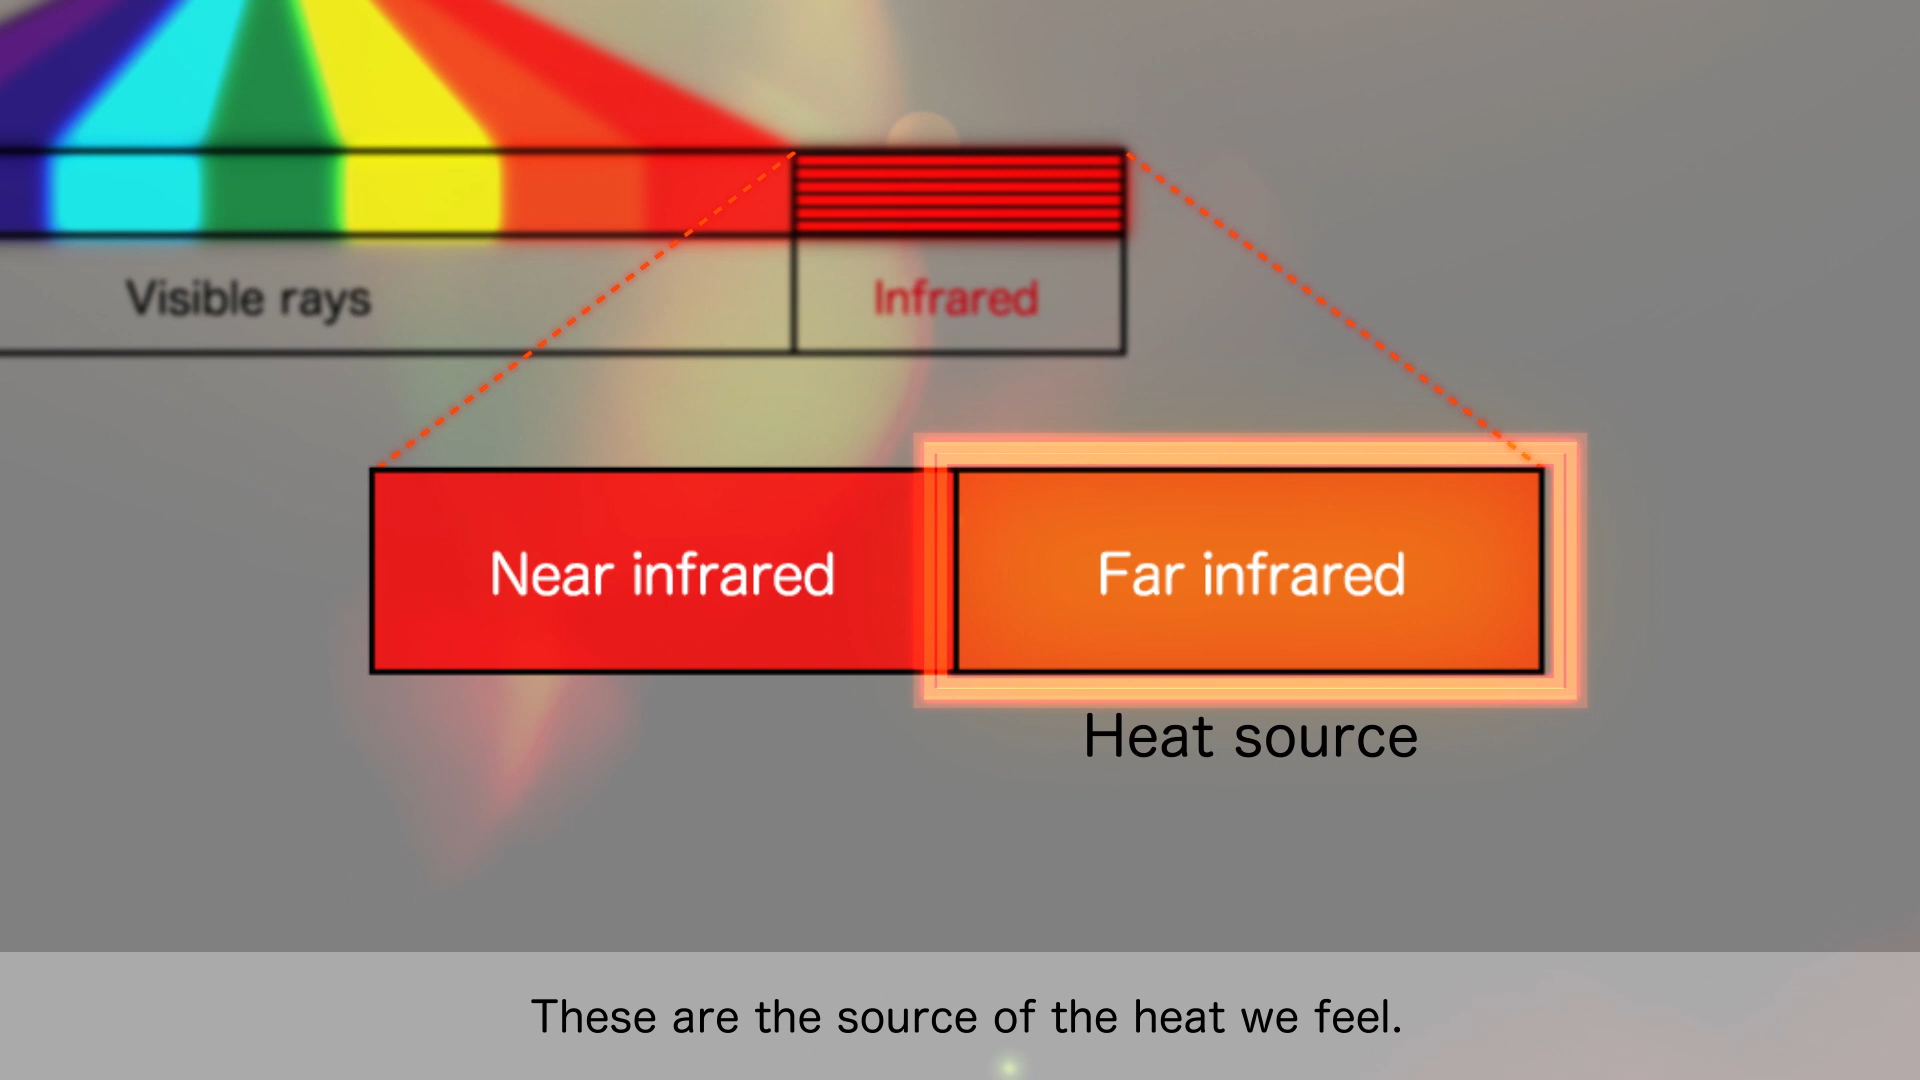 Visible rays
Infrared
Near infrared
Far infrared
Heat source
These are the source of the heat we feel.